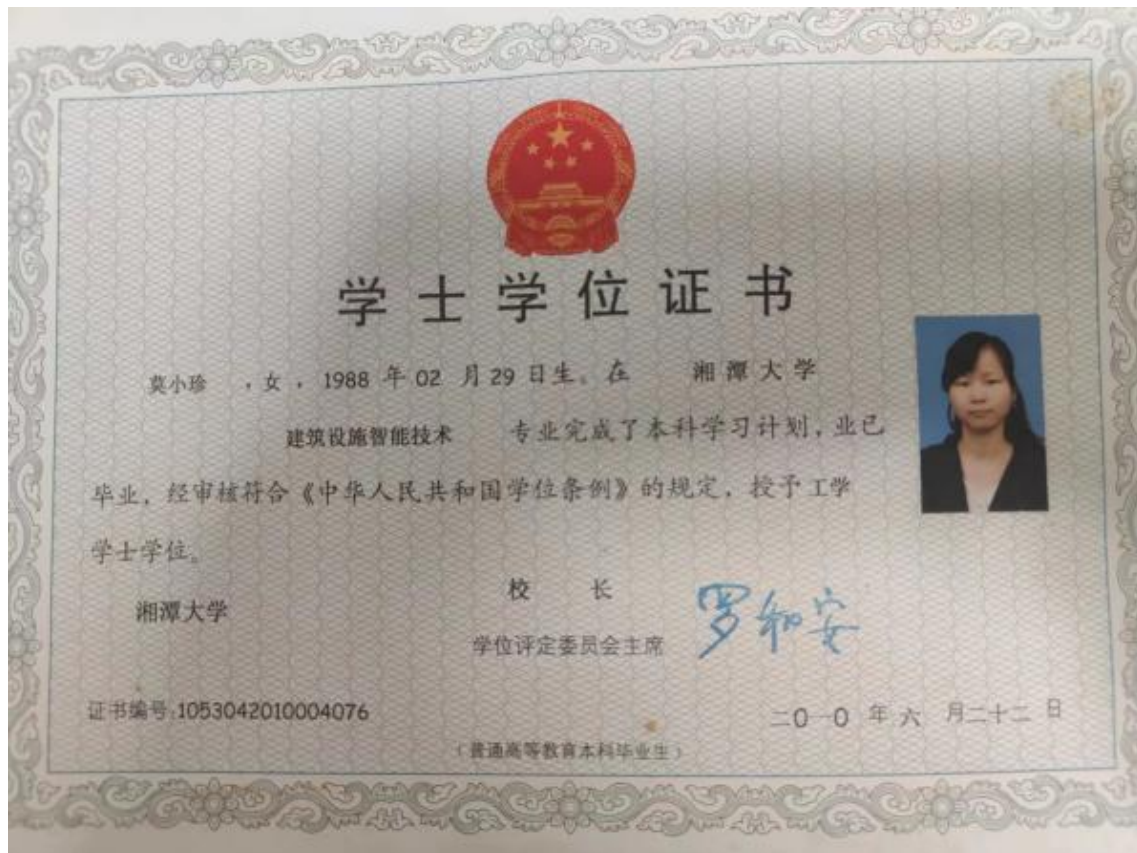 学士学位证书
莫小珍 ，女，1988 年 02 月 29 日生。在 湘潭大学
建筑设施智能技术 专业完成了本科学习计划，业已
毕业，经审核符合《中华人民共和国学位条例》的规定，授予 工学
学士学位。
校 长
湘潭大学 罗和安
学位评定委员会主席
证书编号:1053042010004076
二0一0 年 六 月二十二 日
（普通高等教育本科毕业生）